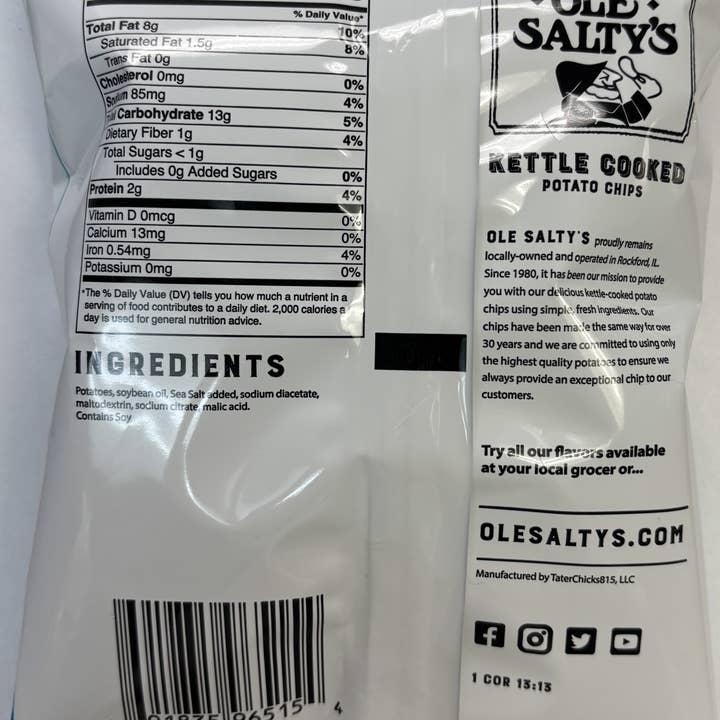 % Daily Value*
Total Fat 8g 10%
Saturated Fat 1.5g 8%
Trans Fat 0g
Cholesterol 0mg 0%
Sodium 85mg 4%
Carbohydrate 13g 5%
Dietary Fiber 1g 4%
Total Sugars < 1g
Includes 0g Added Sugars 0%
Protein 2g 4%
Vitamin D 0mcg 0%
Calcium 13mg 0%
Iron 0.54mg 4%
Potassium 0mg 0%
*The % Daily Value (DV) tells you how much a nutrient in a
serving of food contributes to a daily diet. 2,000 calories a
day is used for general nutrition advice.
INGREDIENTS
Potatoes, soybean oil, Sea Salt added, sodium diacetate,
maltodextrin, sodium citrate, malic acid.
Contains Soy
OLE
SALTY'S
KETTLE COOKED
POTATO CHIPS
OLE SALTY'S proudly remains
locally-owned and operated in Rockford, IL.
Since 1980, it has been our mission to provide
you with our delicious kettle-cooked potato
chips using simple, fresh ingredients. Our
chips have been made the same way for over
30 years and we are committed to using only
the highest quality potatoes to ensure we
always provide an exceptional chip to our
customers.
Try all our flavors available
at your local grocer or...
OLESALTYS.COM
Manufactured by TaterChicks815, LLC
1 COR 13:13
96515 4